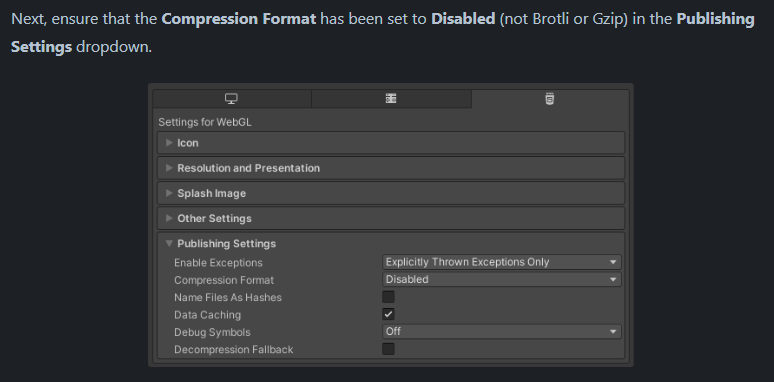 Next, ensure that the Compression Format has been set to Disabled (not Brotli or Gzip) in the Publishing
Settings dropdown.
Settings for WebGL
Icon
Resolution and Presentation
Splash Image
Other Settings
Publishing Settings
Enable Exceptions Explicitly Thrown Exceptions Only
Compression Format Disabled
Name Files As Hashes
Data Caching
Debug Symbols Off
Decompression Fallback